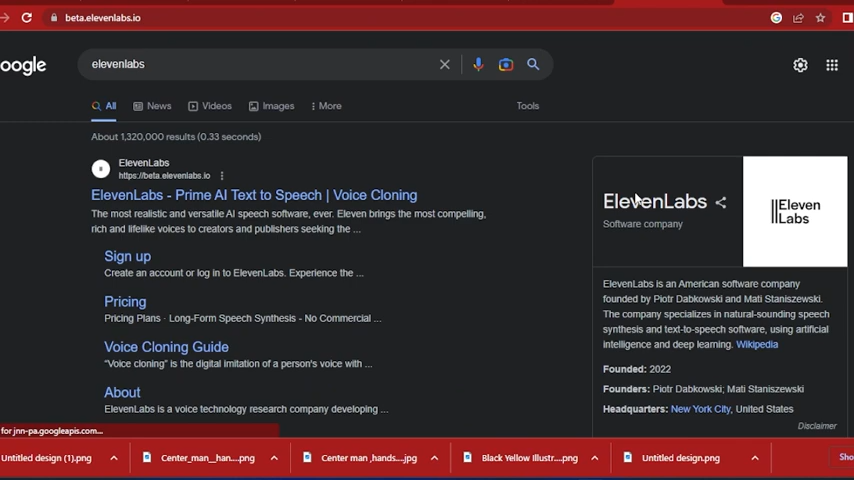 beta.elevenlabs.io
oogle
elevenlabs
All
News
Videos
Images
More
Tools
About 1,320,000 results (0.33 seconds)
ElevenLabs
https://beta.elevenlabs.io
ElevenLabs - Prime AI Text to Speech | Voice Cloning
The most realistic and versatile AI speech software, ever. Eleven brings the most compelling,
rich and lifelike voices to creators and publishers seeking the ...
Sign up
Create an account or log in to ElevenLabs. Experience the ...
Pricing
Pricing Plans · Long-Form Speech Synthesis - No Commercial ...
Voice Cloning Guide
“Voice cloning” is the digital imitation of a person's voice with ...
About
ElevenLabs is a voice technology research company developing ...
ElevenLabs
Software company
Eleven
Labs
ElevenLabs is an American software company
founded by Piotr Dabkowski and Mati Staniszewski.
The company specializes in natural-sounding speech
synthesis and text-to-speech software, using artificial
intelligence and deep learning. Wikipedia
Founded: 2022
Founders: Piotr Dabkowski; Mati Staniszewski
Headquarters: New York City, United States
Disclaimer
for jnn-pa.googleapis.com...
Untitled design (1).png
Center_man__han....png
Center man ,hands....jpg
Black Yellow Illustr....png
Untitled design.png
Sho